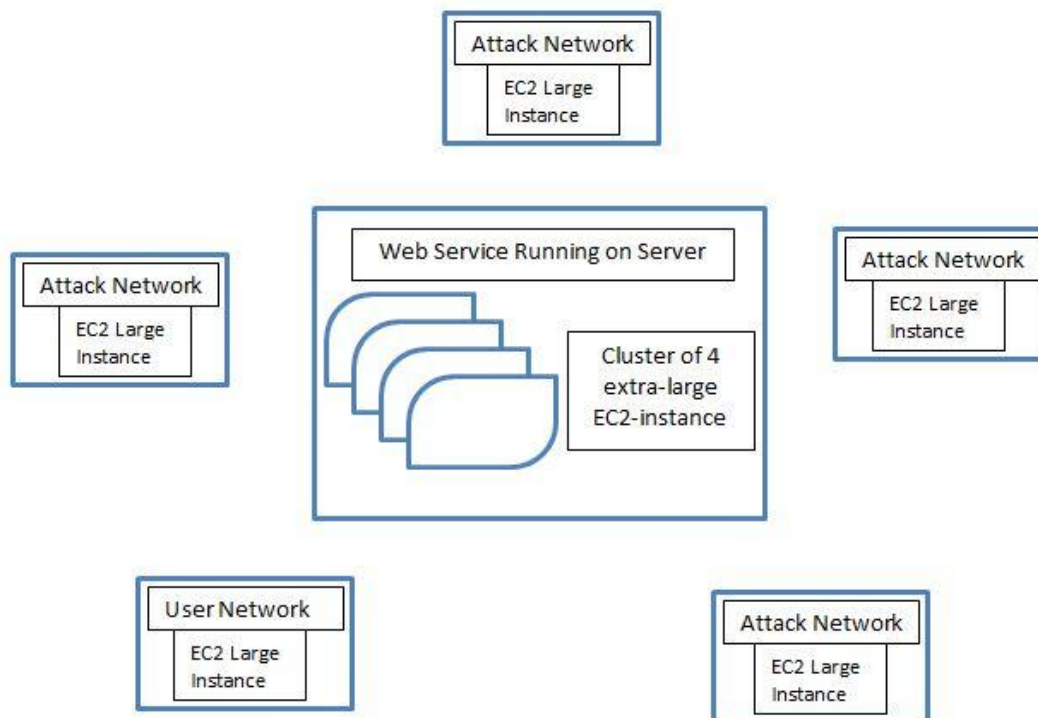 Attack Network
EC2 Large
Instance
Web Service Running on Server
Cluster of 4
extra-large
EC2-instance
Attack Network
EC2 Large
Instance
Attack Network
EC2 Large
Instance
User Network
EC2 Large
Instance
Attack Network
EC2 Large
Instance